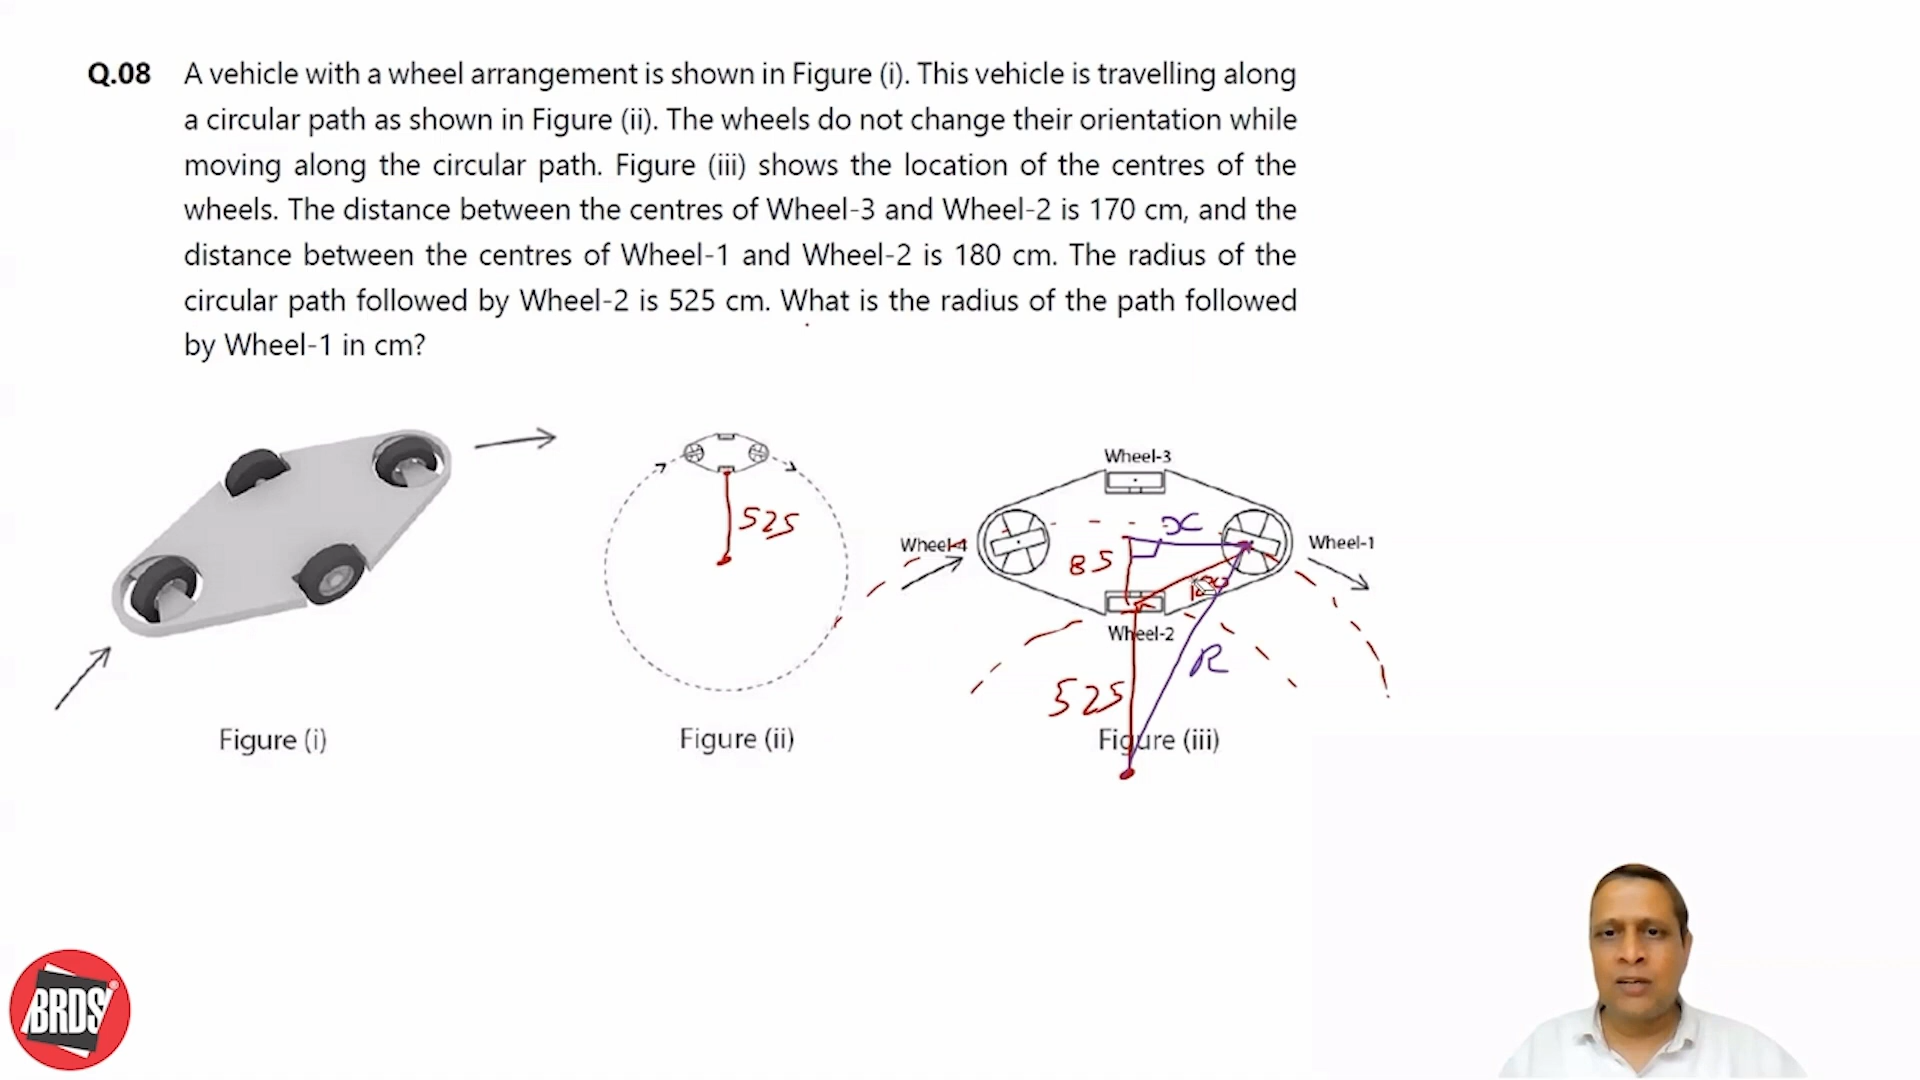 Q.08 A vehicle with a wheel arrangement is shown in Figure (i). This vehicle is travelling along
a circular path as shown in Figure (ii). The wheels do not change their orientation while
moving along the circular path. Figure (iii) shows the location of the centres of the
wheels. The distance between the centres of Wheel-3 and Wheel-2 is 170 cm, and the
distance between the centres of Wheel-1 and Wheel-2 is 180 cm. The radius of the
circular path followed by Wheel-2 is 525 cm. What is the radius of the path followed
by Wheel-1 in cm?
Wheel-3
525
x
Wheel-4
Wheel-1
85
180
Wheel-2
R
525
Figure (i)
Figure (ii)
Figure (iii)
BRDS